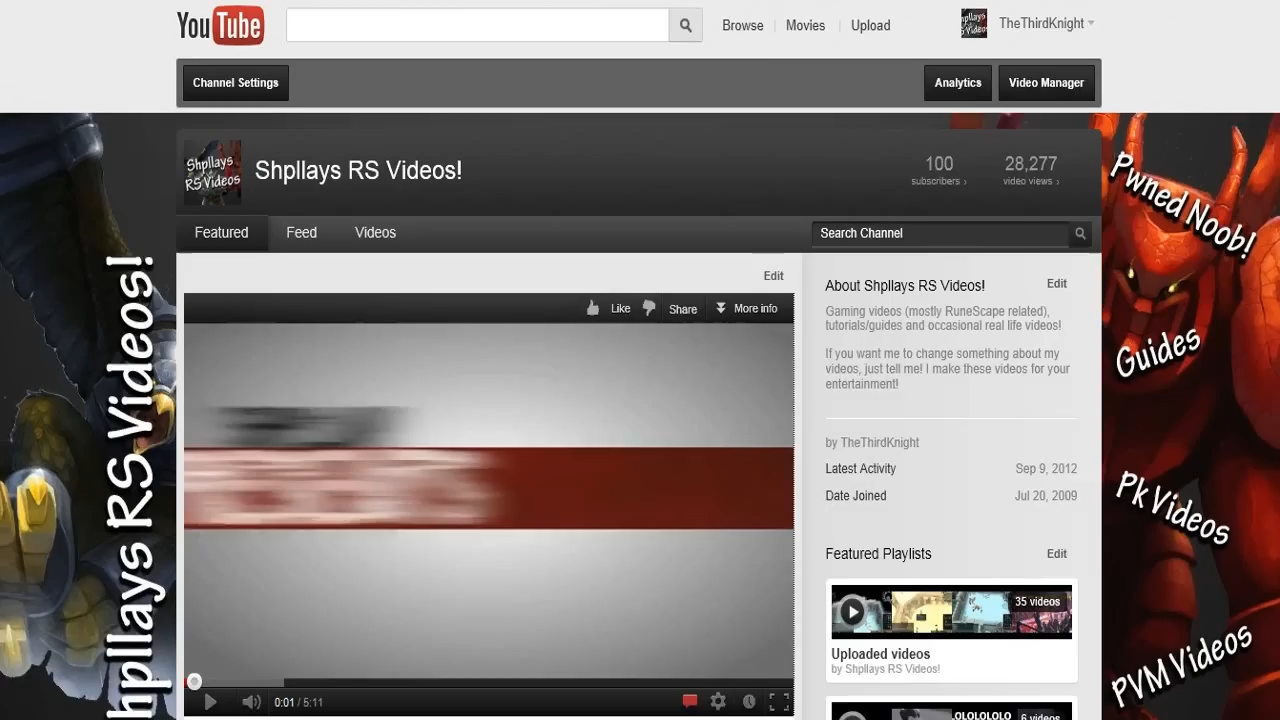 YouTube
Browse
Movies
Upload
TheThirdKnight
Channel Settings
Analytics
Video Manager
Shpllays
RS Videos
Shpllays RS Videos!
100
subscribers ›
28,277
video views ›
Featured
Feed
Videos
Search Channel
Edit
Like
Share
More info
0:01 / 5:11
About Shpllays RS Videos!
Edit
Gaming videos (mostly RuneScape related),
tutorials/guides and occasional real life videos!
If you want me to change something about my
videos, just tell me! I make these videos for your
entertainment!
by TheThirdKnight
Latest Activity
Sep 9, 2012
Date Joined
Jul 20, 2009
Featured Playlists
Edit
35 videos
Uploaded videos
by Shpllays RS Videos!
LOLOLOLOLO
6 videos
hpllays RS Videos!
Pwned Noob!
Guides
Pk Videos
PVM Videos